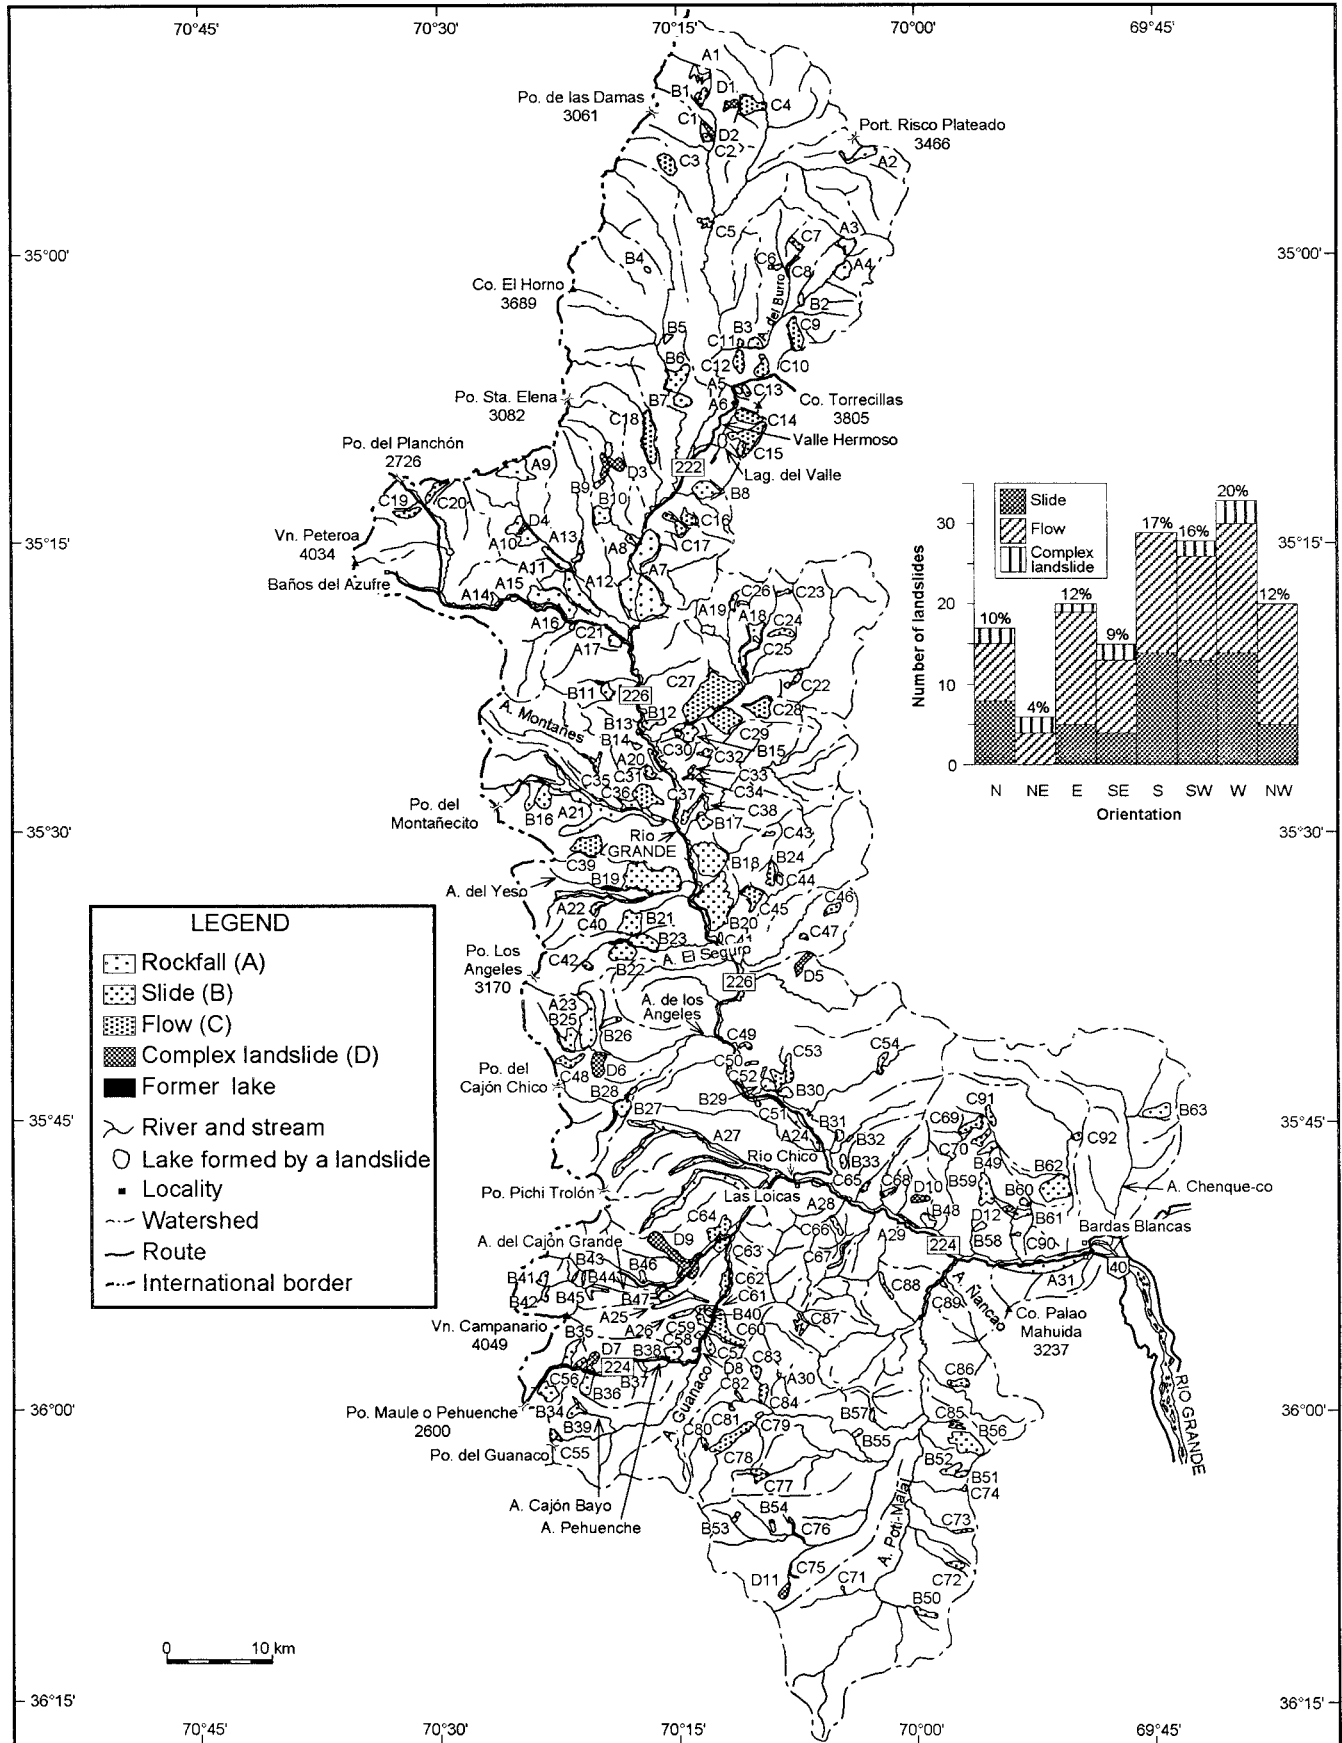 70°45'
70°30'
70°15'
70°00'
69°45'
A1
B1
D1
C4
Po. de las Damas
3061
C1
D2
C2
C3
Port. Risco Plateado
3466
A2
C5
C7
A3
35°00'
B4
C6
C8
A4
35°00'
Co. El Horno
3689
A. del Burro
B2
B5
B3
C9
C11
B6
C12
C10
A5
C13
Po. Sta. Elena
3082
B7
A6
Co. Torrecillas
3805
C18
C14
Valle Hermoso
Po. del Planchón
2726
C15
A9
D3
222
Lag. del Valle
C19
C20
B9
B8
B10
D4
C16
Vn. Peteroa
4034
A10
A13
A8
C17
35°15'
35°15'
Baños del Azufre
A11
A7
A15
A12
A14
C26
C23
A19
A18
A16
C21
C24
A17
C25
B11
226
C27
C22
A. Montañes
B12
C28
B13
C29
B14
C30
C32
B15
A20
C35
C31
C33
C36
C34
C37
Po. del
Montañecito
B16
A21
C38
B17
35°30'
Río
GRANDE
C43
35°30'
C39
B18
B24
B19
C44
A. del Yeso
A22
C40
B21
C45
C46
B20
B23
C41
C47
A. El Seguro
Po. Los
Angeles
3170
C42
B22
D5
226
A23
A. de los
Angeles
B25
B26
C49
C50
C53
C54
Po. del
Cajón Chico
D6
C48
C52
B28
B29
B30
35°45'
B27
C51
C91
B63
35°45'
B31
C69
A27
A24
D
B32
C92
C70
Río Chico
B33
B49
B62
Po. Pichi Trolón
C65
C68
D10
B59
B60
A. Chenque-co
Las Loicas
A28
C64
C66
A29
B48
D12
B61
Bardas Blancas
A. del Cajón Grande
D9
C63
C67
224
B58
C90
40
B43
B46
B41
B44
C62
C88
A31
B42
B45
B47
C61
C89
A. Ñancao
A25
B40
Co. Palao
Mahuida
3237
Vn. Campanario
4049
B35
A26
C59
C60
C87
C58
D7
B38
C57
224
D8
C83
C86
C56
B37
B36
C82
A30
A. Guanaco
C84
Po. Maule o Pehuenche
2600
B34
C81
B57
C85
36°00'
36°00'
B39
C80
C79
B56
B55
Po. del Guanaco
C55
C78
B52
B51
C77
C74
A. Cajón Bayo
B54
A. Poti-Malal
C73
A. Pehuenche
B53
C76
C75
C72
D11
C71
B50
RIO GRANDE
LEGEND
Rockfall (A)
Slide (B)
Flow (C)
Complex landslide (D)
Former lake
River and stream
Lake formed by a landslide
Locality
Watershed
Route
International border
Slide
Flow
Complex
landslide
Number of landslides
30
20
10
0
10%
4%
12%
9%
17%
16%
20%
12%
N NE E SE S SW W NW
Orientation
0 10 km
36°15'
36°15'
70°45'
70°30'
70°15'
70°00'
69°45'